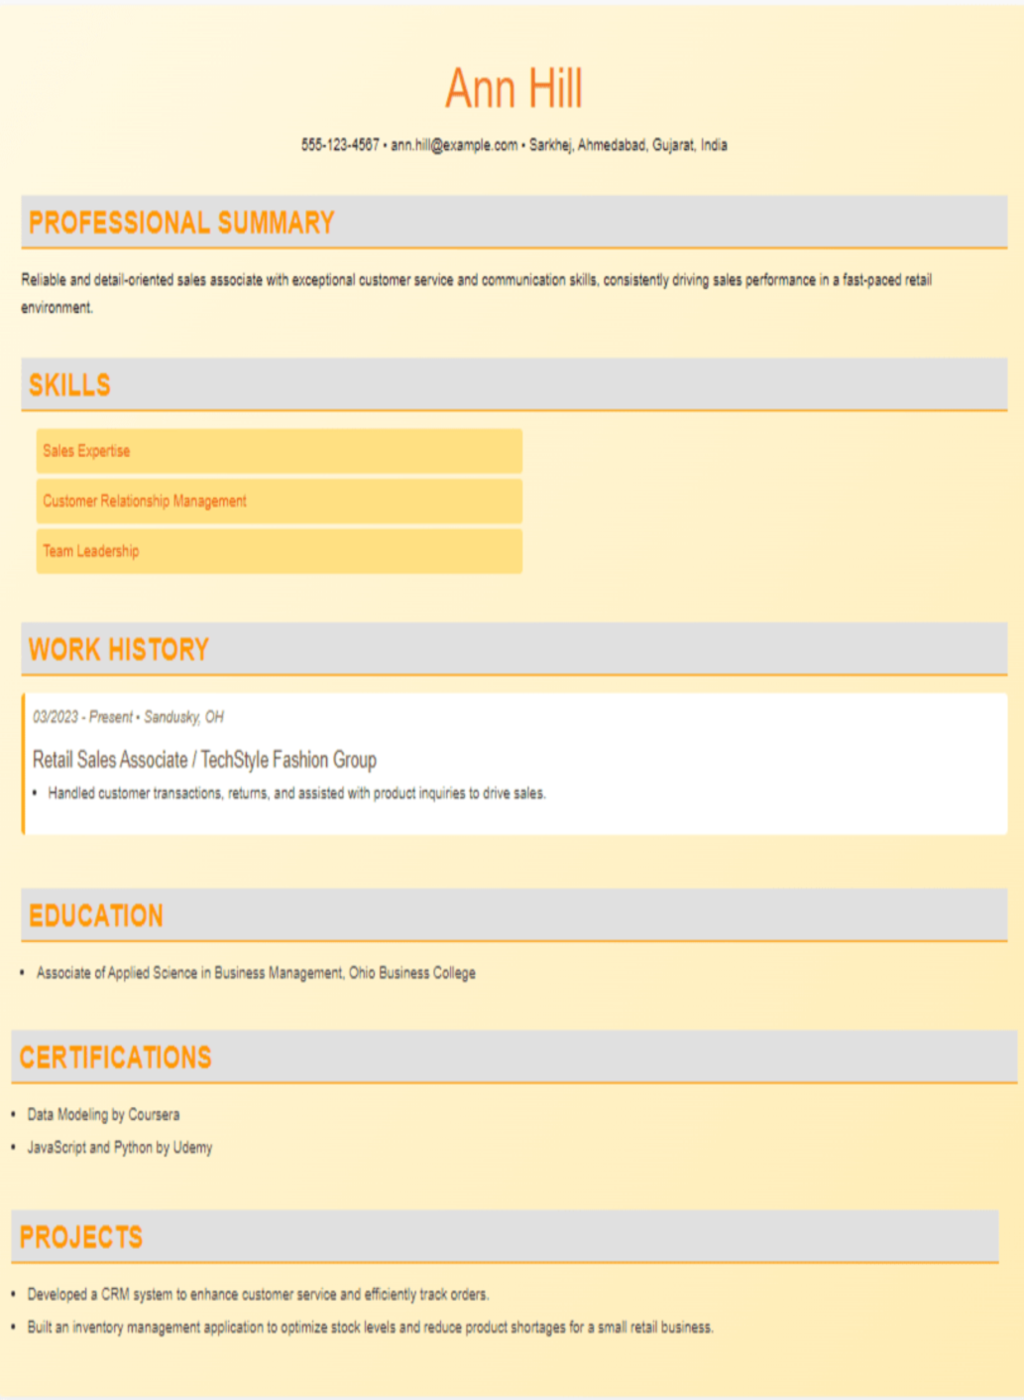 Ann Hill
555-123-4567 • ann.hill@example.com • Sarkhej, Ahmedabad, Gujarat, India
PROFESSIONAL SUMMARY
Reliable and detail-oriented sales associate with exceptional customer service and communication skills, consistently driving sales performance in a fast-paced retail
environment.
SKILLS
Sales Expertise
Customer Relationship Management
Team Leadership
WORK HISTORY
03/2023 - Present • Sandusky, OH
Retail Sales Associate / TechStyle Fashion Group
• Handled customer transactions, returns, and assisted with product inquiries to drive sales.
EDUCATION
• Associate of Applied Science in Business Management, Ohio Business College
CERTIFICATIONS
• Data Modeling by Coursera
• JavaScript and Python by Udemy
PROJECTS
• Developed a CRM system to enhance customer service and efficiently track orders.
• Built an inventory management application to optimize stock levels and reduce product shortages for a small retail business.